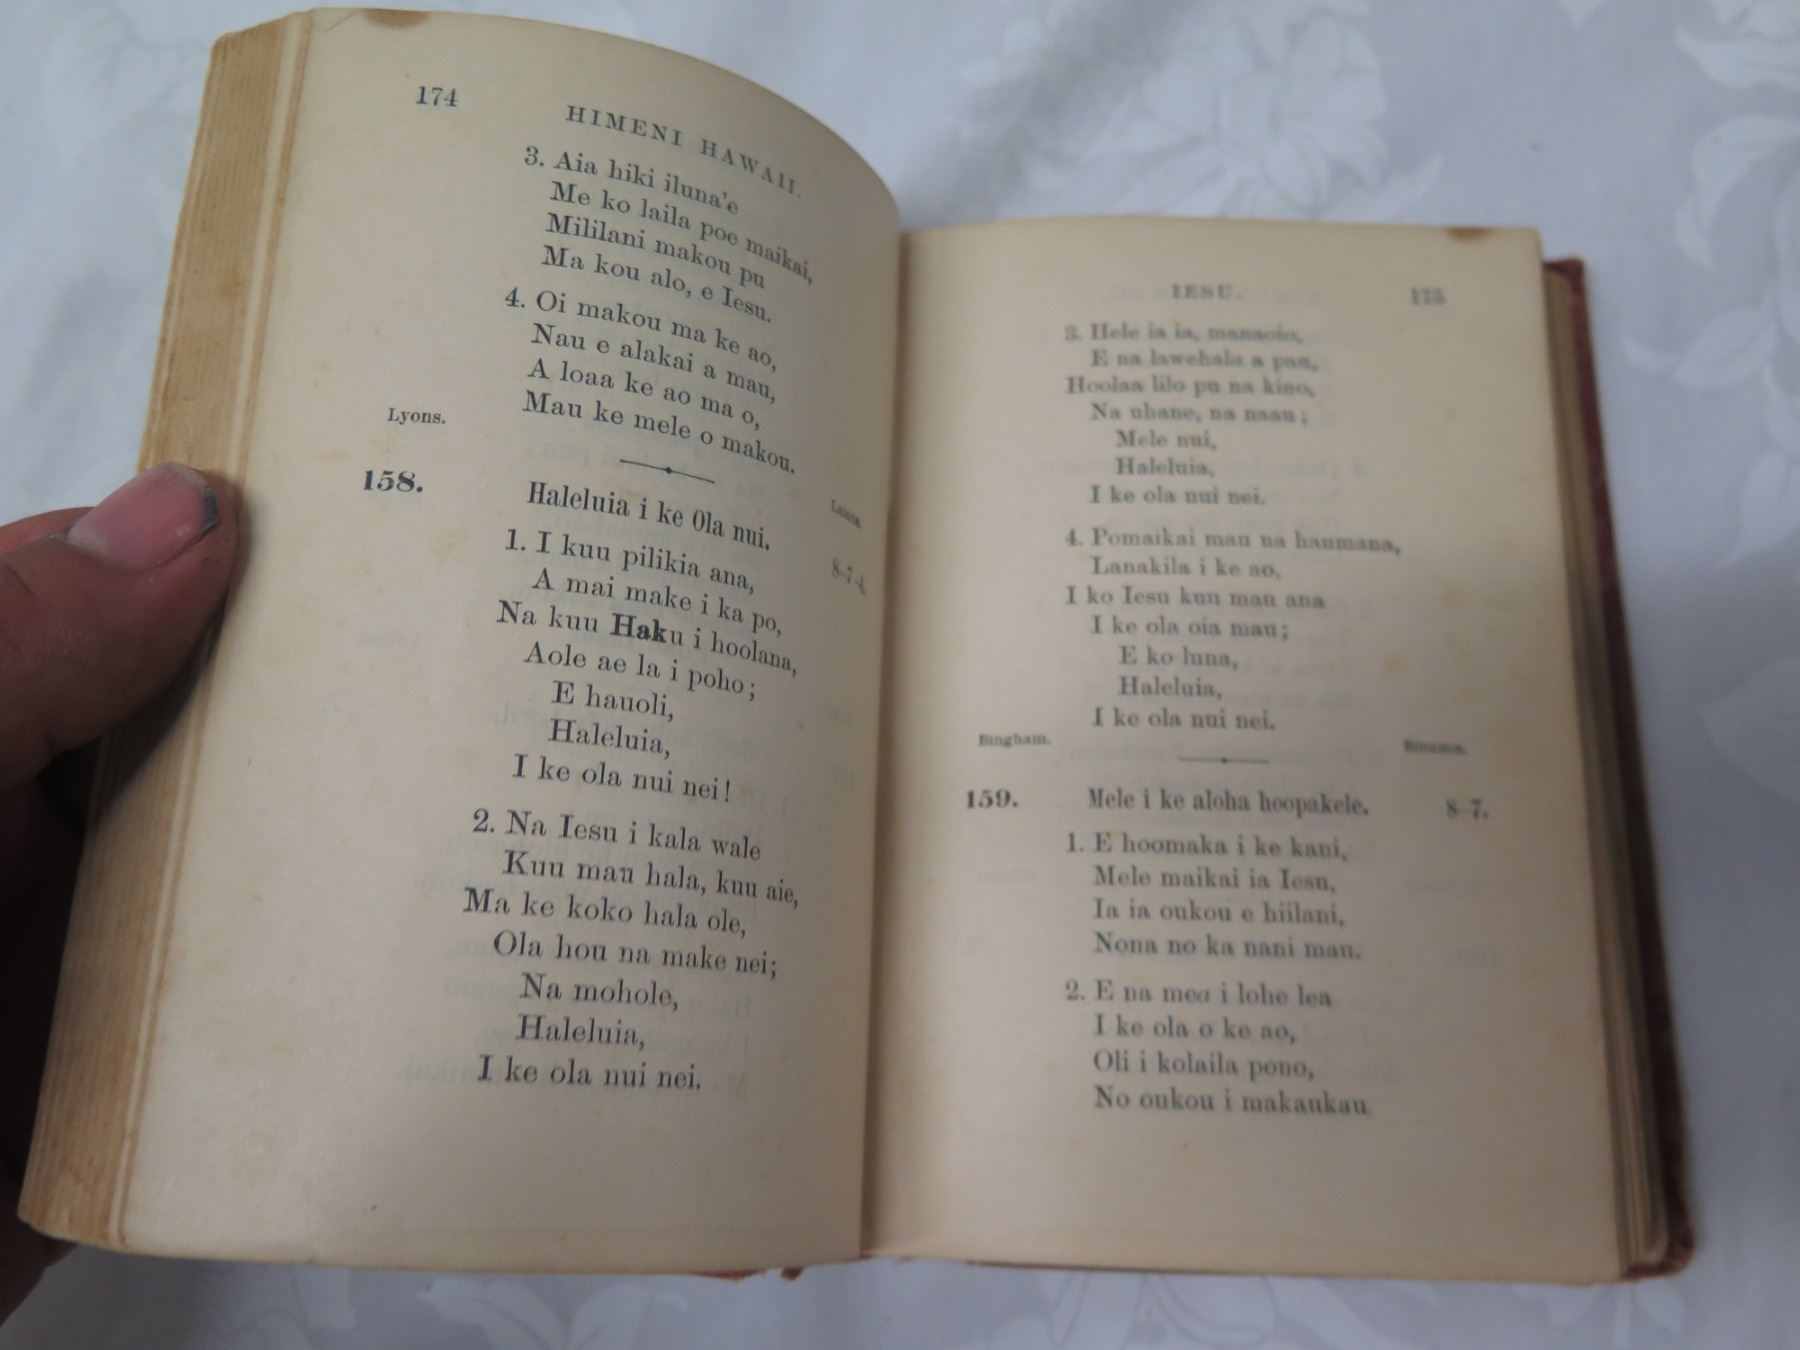 174
HIMENI HAWAII.
3. Aia hiki iluna'e
Me ko laila poe maikai,
Mililani makou pu
Ma kou alo, e Iesu.
4. Oi makou ma ke ao,
Nau e alakai a mau,
A loaa ke ao ma o,
Mau ke mele o makou.
Lyons.
158.
Haleluia i ke Ola nui.
8-7-4.
1. I kuu pilikia ana,
A mai make i ka po,
Na kuu Haku i hoolana,
Aole ae la i poho;
E hauoli,
Haleluia,
I ke ola nui nei!
2. Na Iesu i kala wale
Kuu mau hala, kuu aie,
Ma ke koko hala ole,
Ola hou na make nei;
Na mohole,
Haleluia,
I ke ola nui nei.
IESU.
175
3. Hele ia ia, manaoio,
E na lawehala a pau,
Hoolaa lilo pu na kino,
Na uhane, na naau;
Mele nui,
Haleluia,
I ke ola nui nei.
4. Pomaikai mau na haumana,
Lanakila i ke ao,
I ko Iesu kuu mau ana
I ke ola oia mau;
E ko luna,
Haleluia,
I ke ola nui nei.
Bingham.
159.
Mele i ke aloha hoopakele.
8-7.
1. E hoomaka i ke kani,
Mele maikai ia Iesu,
Ia ia oukou e hiilani,
Nona no ka nani mau.
2. E na mea i lohe lea
I ke ola o ke ao,
Oli i kolaila pono,
No oukou i makaukau